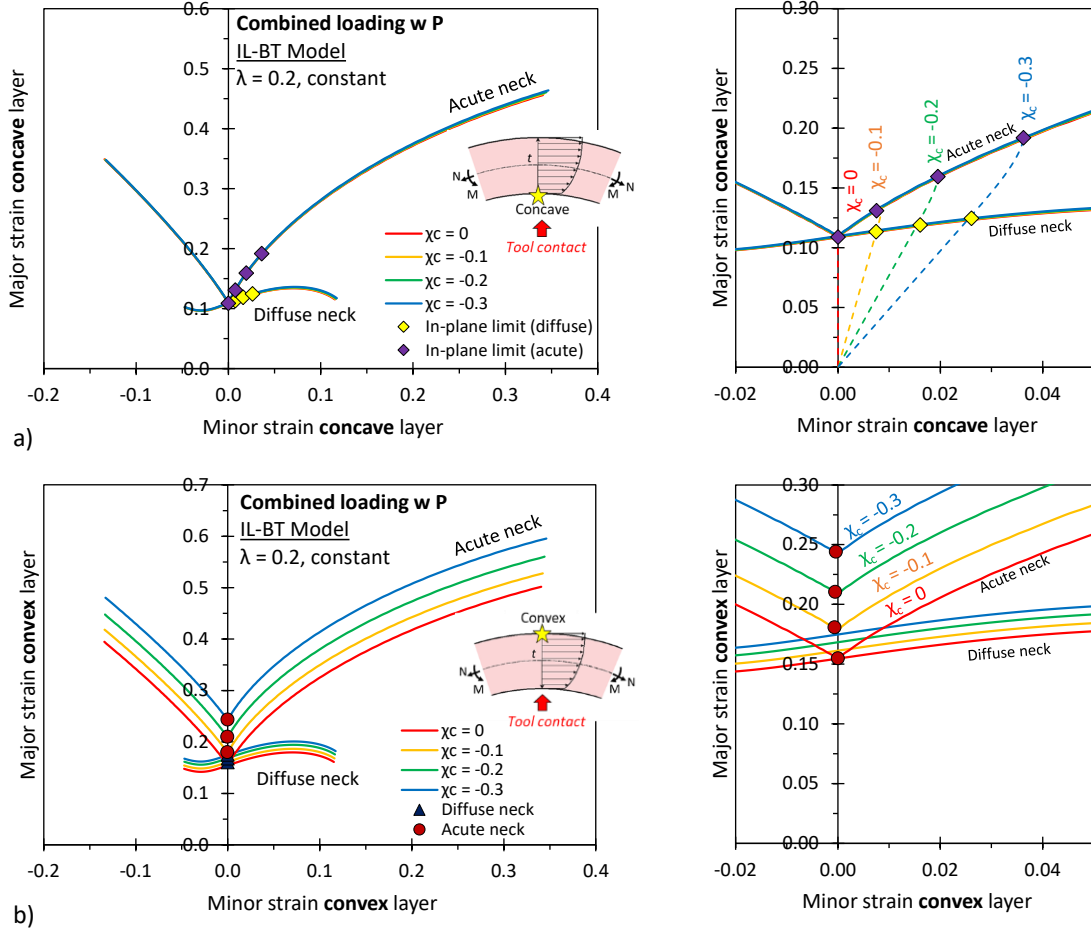 Combined loading w P
IL-BT Model
λ = 0.2, constant
Acute neck
Diffuse neck
t
N
M
M
N
Concave
Tool contact
χc = 0
χc = -0.1
χc = -0.2
χc = -0.3
In-plane limit (diffuse)
In-plane limit (acute)
Major strain concave layer
0.6
0.5
0.4
0.3
0.2
0.1
0.0
-0.2
-0.1
0.0
0.1
0.2
0.3
0.4
Minor strain concave layer
a)
Major strain concave layer
0.30
0.25
0.20
0.15
0.10
0.05
0.00
χc = 0
χc = -0.1
χc = -0.2
χc = -0.3
Acute neck
Diffuse neck
-0.02
0.00
0.02
0.04
Minor strain concave layer
Combined loading w P
IL-BT Model
λ = 0.2, constant
Acute neck
Diffuse neck
Convex
t
N
M
M
N
Tool contact
χc = 0
χc = -0.1
χc = -0.2
χc = -0.3
Diffuse neck
Acute neck
Major strain convex layer
0.7
0.6
0.5
0.4
0.3
0.2
0.1
0.0
-0.2
-0.1
0.0
0.1
0.2
0.3
0.4
Minor strain convex layer
b)
Major strain convex layer
0.30
0.25
0.20
0.15
0.10
0.05
0.00
χc = -0.3
χc = -0.2
χc = -0.1
χc = 0
Acute neck
Diffuse neck
-0.02
0.00
0.02
0.04
Minor strain convex layer